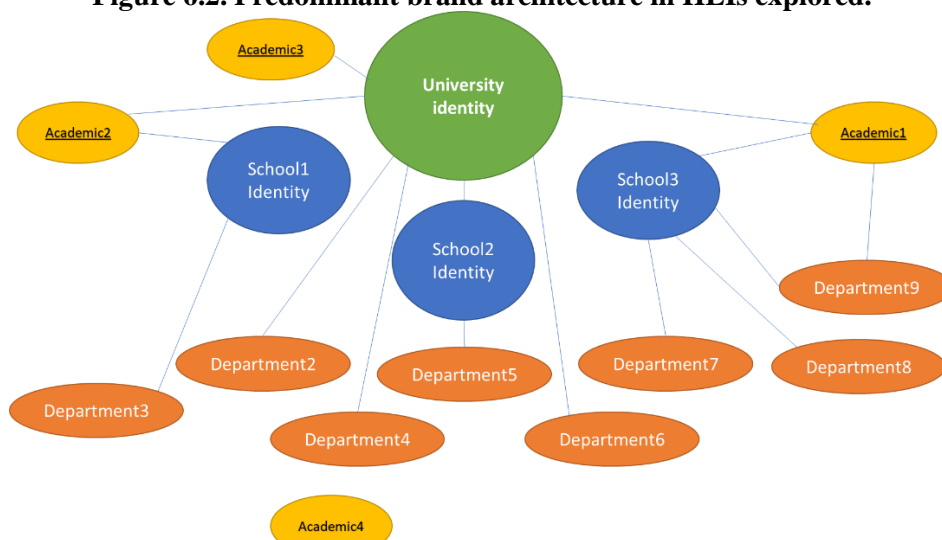 Figure 6.2: Predominant brand architecture in HEIs explored.
Academic3
University
identity
Academic2
Academic1
School1
Identity
School3
Identity
School2
Identity
Department9
Department2
Department7
Department8
Department5
Department3
Department4
Department6
Academic4